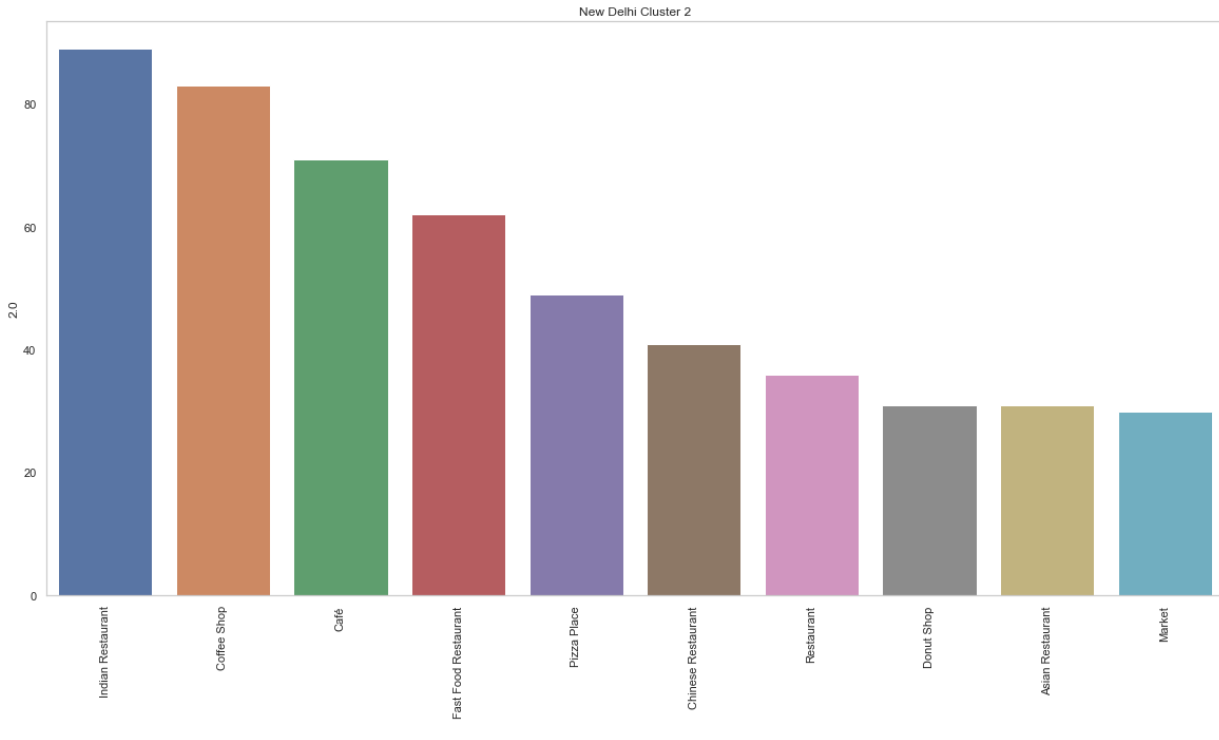 New Delhi Cluster 2
80
60
40
20
0
2.0
Indian Restaurant
Coffee Shop
Café
Fast Food Restaurant
Pizza Place
Chinese Restaurant
Restaurant
Donut Shop
Asian Restaurant
Market